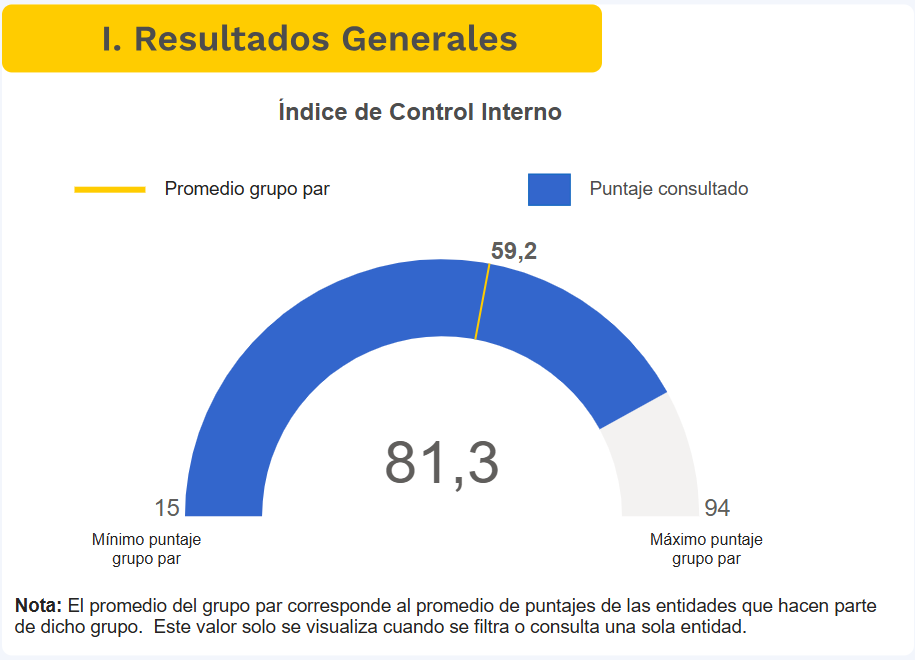 I. Resultados Generales
Índice de Control Interno
Promedio grupo par
Puntaje consultado
59,2
81,3
15
94
Mínimo puntaje
grupo par
Máximo puntaje
grupo par
Nota: El promedio del grupo par corresponde al promedio de puntajes de las entidades que hacen parte
de dicho grupo.  Este valor solo se visualiza cuando se filtra o consulta una sola entidad.